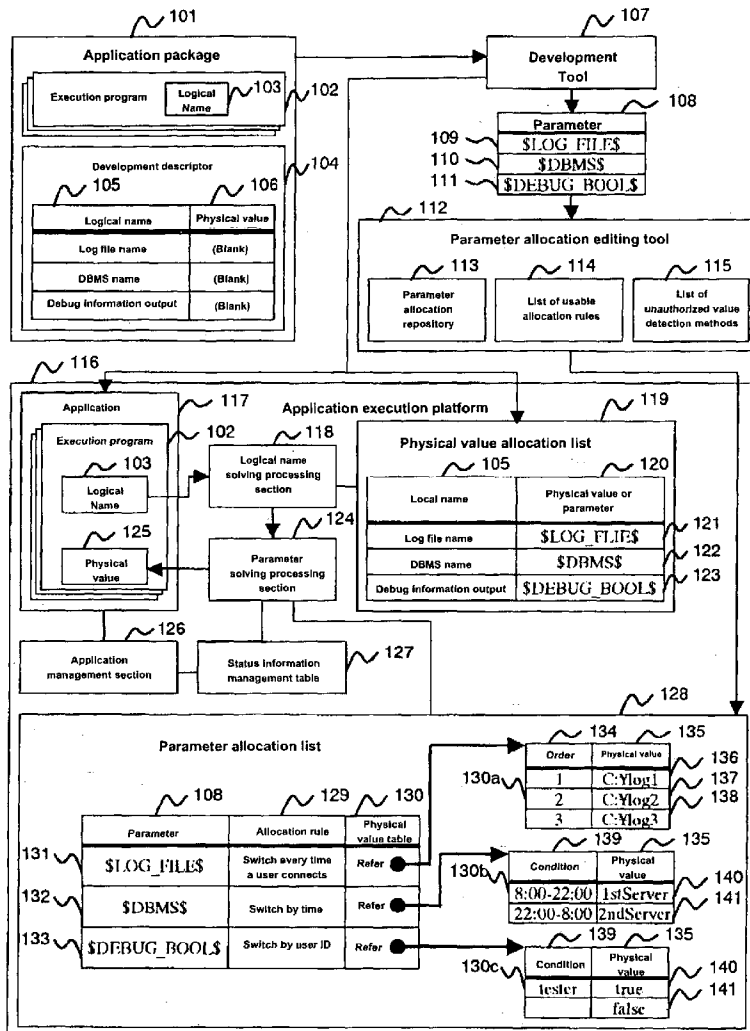 101
Application package
Execution program
Logical
Name
103
102
104
Development descriptor
105
106
Logical name
Physical value
Log file name
(Blank)
DBMS name
(Blank)
Debug information output
(Blank)
107
Development
Tool
108
Parameter
109
$LOG_FILE$
110
$DBMS$
111
$DEBUG_BOOL$
112
Parameter allocation editing tool
113
114
115
Parameter
allocation
repository
List of usable
allocation rules
List of
unauthorized value
detection methods
116
Application
117
Application execution platform
119
Execution program
102
118
Physical value allocation list
103
Logical
Name
Logical name
solving processing
section
105
120
Local name
Physical value or
parameter
125
Physical
value
124
Parameter
solving processing
section
Log file name
$LOG_FLIE$
121
DBMS name
$DBMS$
122
Debug information output
$DEBUG_BOOL$
123
126
Application
management section
Status information
management table
127
128
Parameter allocation list
134
135
Order
Physical value
136
130a
1
C:¥log1
137
2
C:¥log2
138
3
C:¥log3
108
129
130
Parameter
Allocation rule
Physical
value table
131
$LOG_FILE$
Switch every time
a user connects
Refer
132
$DBMS$
Switch by time
Refer
133
$DEBUG_BOOL$
Switch by user ID
Refer
139
135
Condition
Physical
value
130b
8:00-22:00
1stServer
140
22:00-8:00
2ndServer
141
139
135
Condition
Physical
value
130c
tester
true
140
false
141